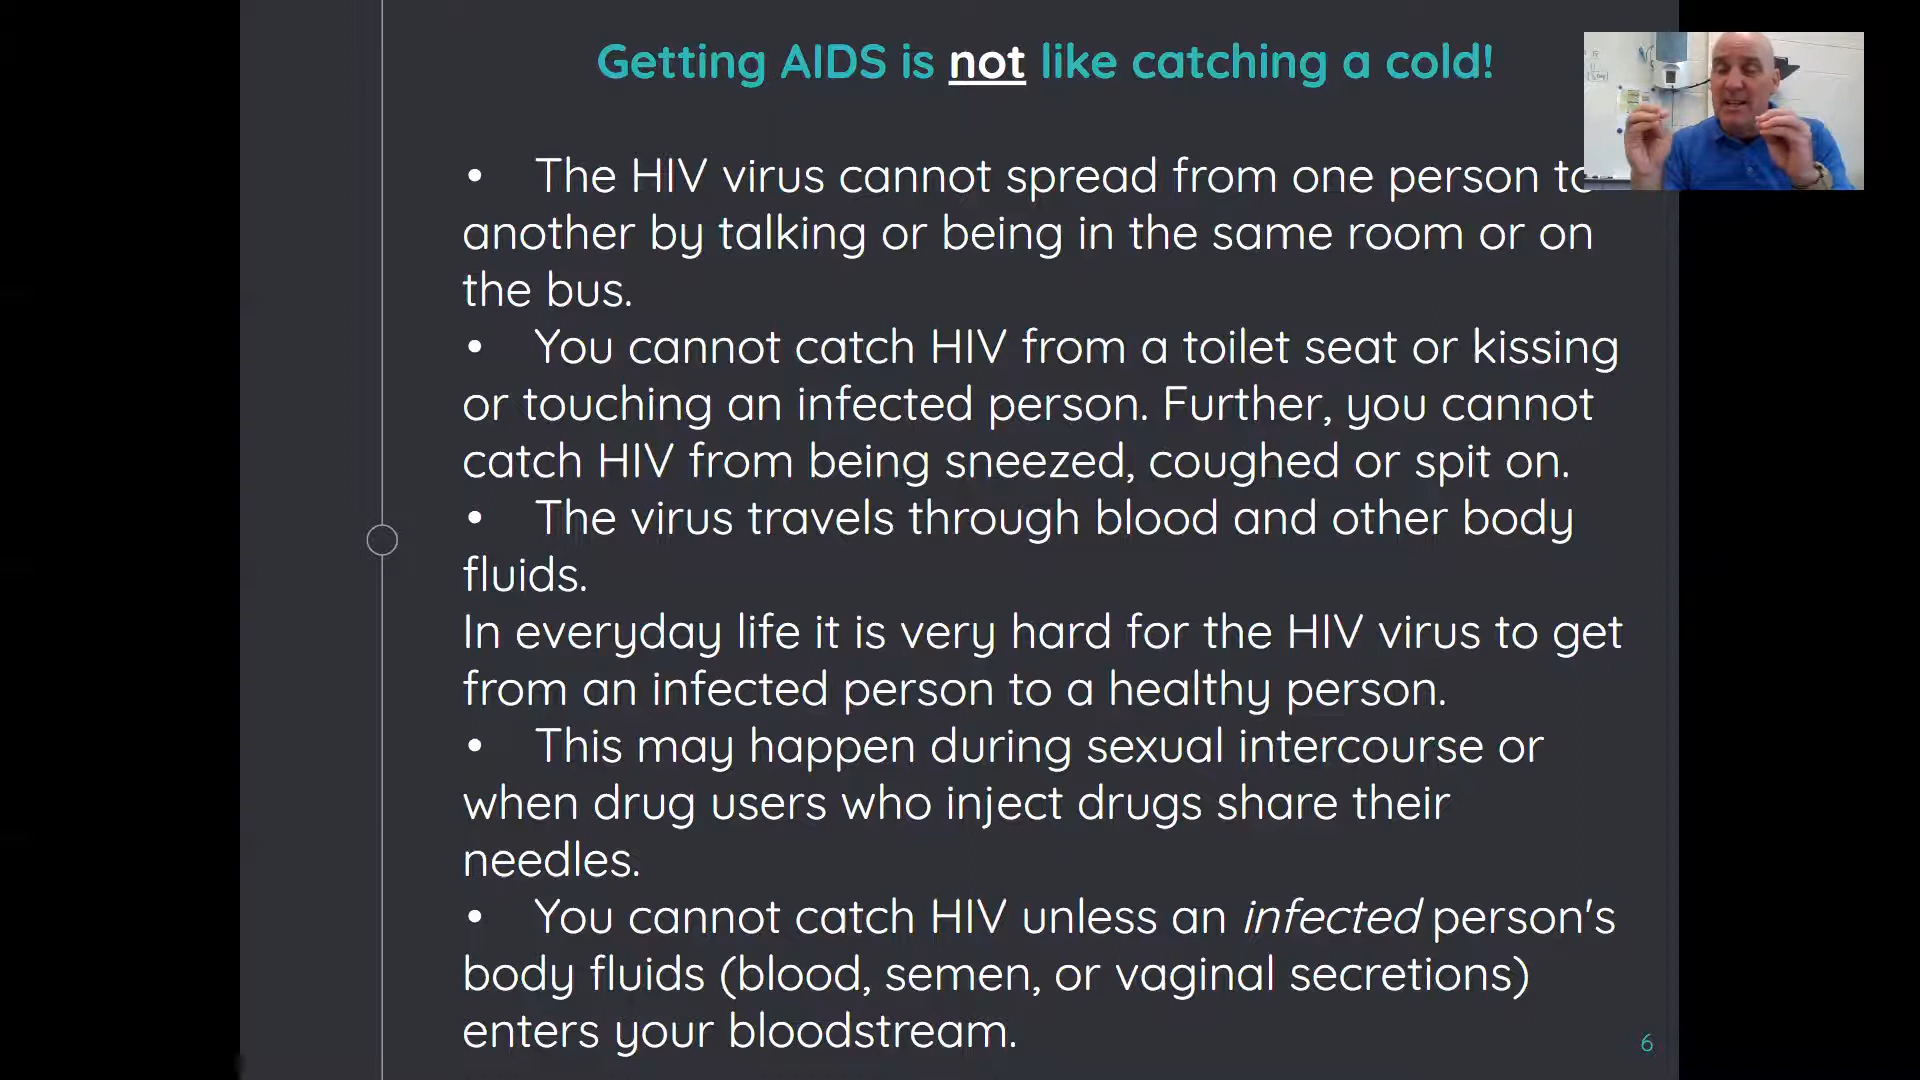 Getting AIDS is not like catching a cold!
• The HIV virus cannot spread from one person to
another by talking or being in the same room or on
the bus.
• You cannot catch HIV from a toilet seat or kissing
or touching an infected person. Further, you cannot
catch HIV from being sneezed, coughed or spit on.
• The virus travels through blood and other body
fluids.
In everyday life it is very hard for the HIV virus to get
from an infected person to a healthy person.
• This may happen during sexual intercourse or
when drug users who inject drugs share their
needles.
• You cannot catch HIV unless an infected person's
body fluids (blood, semen, or vaginal secretions)
enters your bloodstream.
6